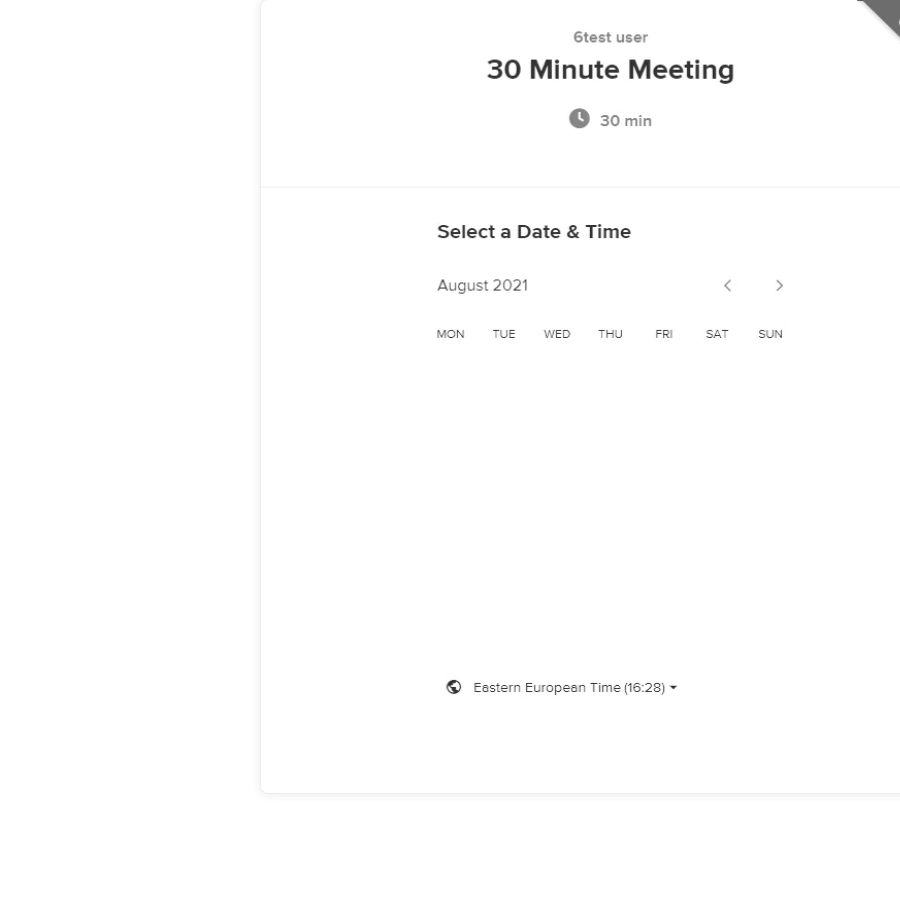 6test user
30 Minute Meeting
30 min
Select a Date & Time
August 2021
MON TUE WED THU FRI SAT SUN
Eastern European Time (16:28)